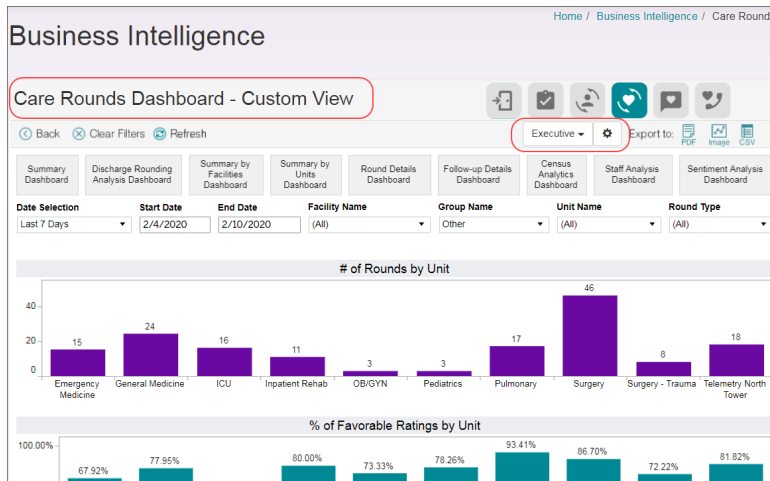 Home / Business Intelligence / Care Round
Business Intelligence
Care Rounds Dashboard - Custom View
Back Clear Filters Refresh
Executive Export to: PDF Image CSV
Summary Dashboard
Discharge Rounding Analysis Dashboard
Summary by Facilities Dashboard
Summary by Units Dashboard
Round Details Dashboard
Follow-up Details Dashboard
Census Analytics Dashboard
Staff Analysis Dashboard
Sentiment Analysis Dashboard
Date Selection Start Date End Date Facility Name Group Name Unit Name Round Type
Last 7 Days 2/4/2020 2/10/2020 (All) Other (All) (All)
# of Rounds by Unit
46
40
24
20 15 16 11 3 3 17 8 18
0
Emergency Medicine
General Medicine
ICU
Inpatient Rehab
OB/GYN
Pediatrics
Pulmonary
Surgery
Surgery - Trauma
Telemetry North Tower
% of Favorable Ratings by Unit
100.00%
67.92% 77.95% 80.00% 73.33% 78.26% 93.41% 86.70% 72.22% 81.82%